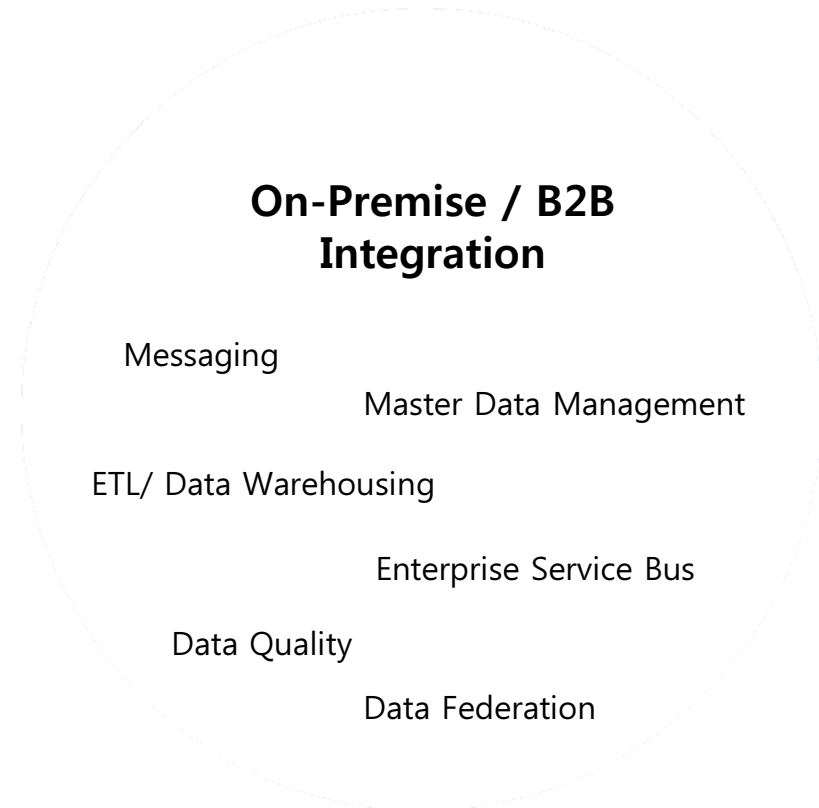 On-Premise / B2B
Integration
Messaging
Master Data Management
ETL/ Data Warehousing
Enterprise Service Bus
Data Quality
Data Federation